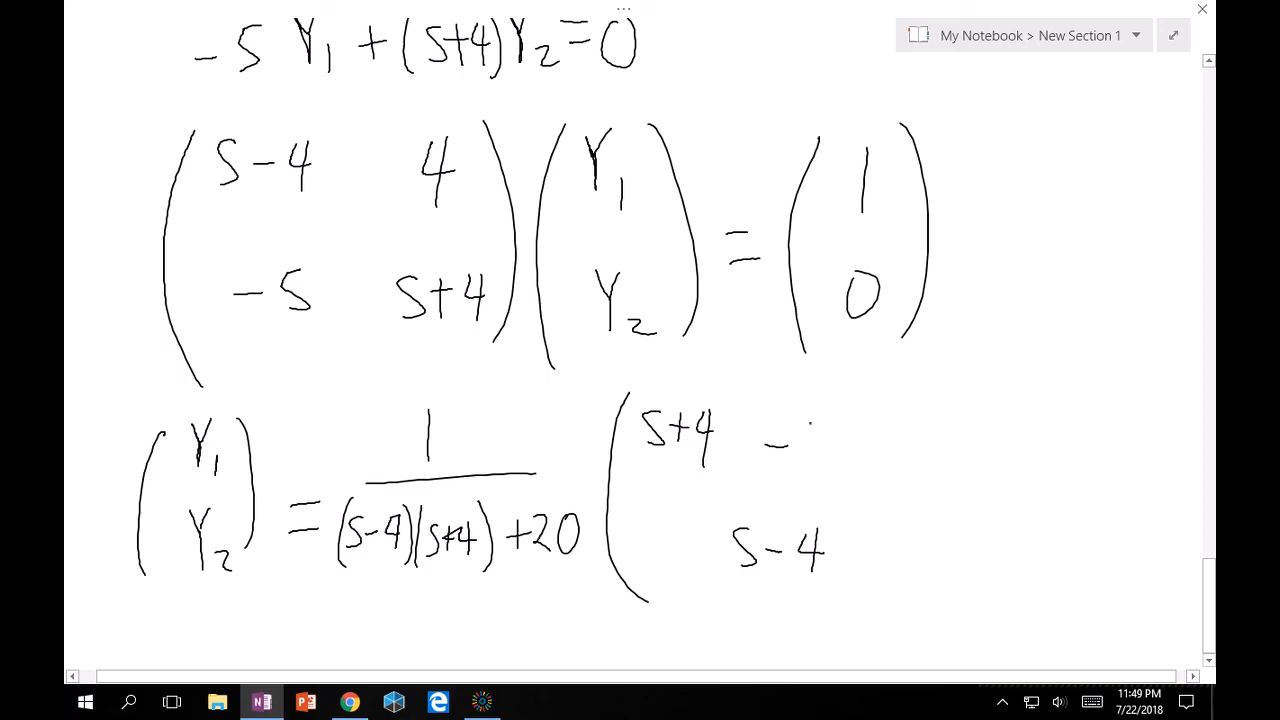 -5 Y₁ + (s+4)Y₂ = 0
My Notebook > New Section 1
(s-4 4) (Y₁) = (1)
(-5 s+4) (Y₂) (0)
(Y₁) = 1 (s+4 -
(Y₂) (s-4)(s+4) +20 s-4
11:49 PM
7/22/2018